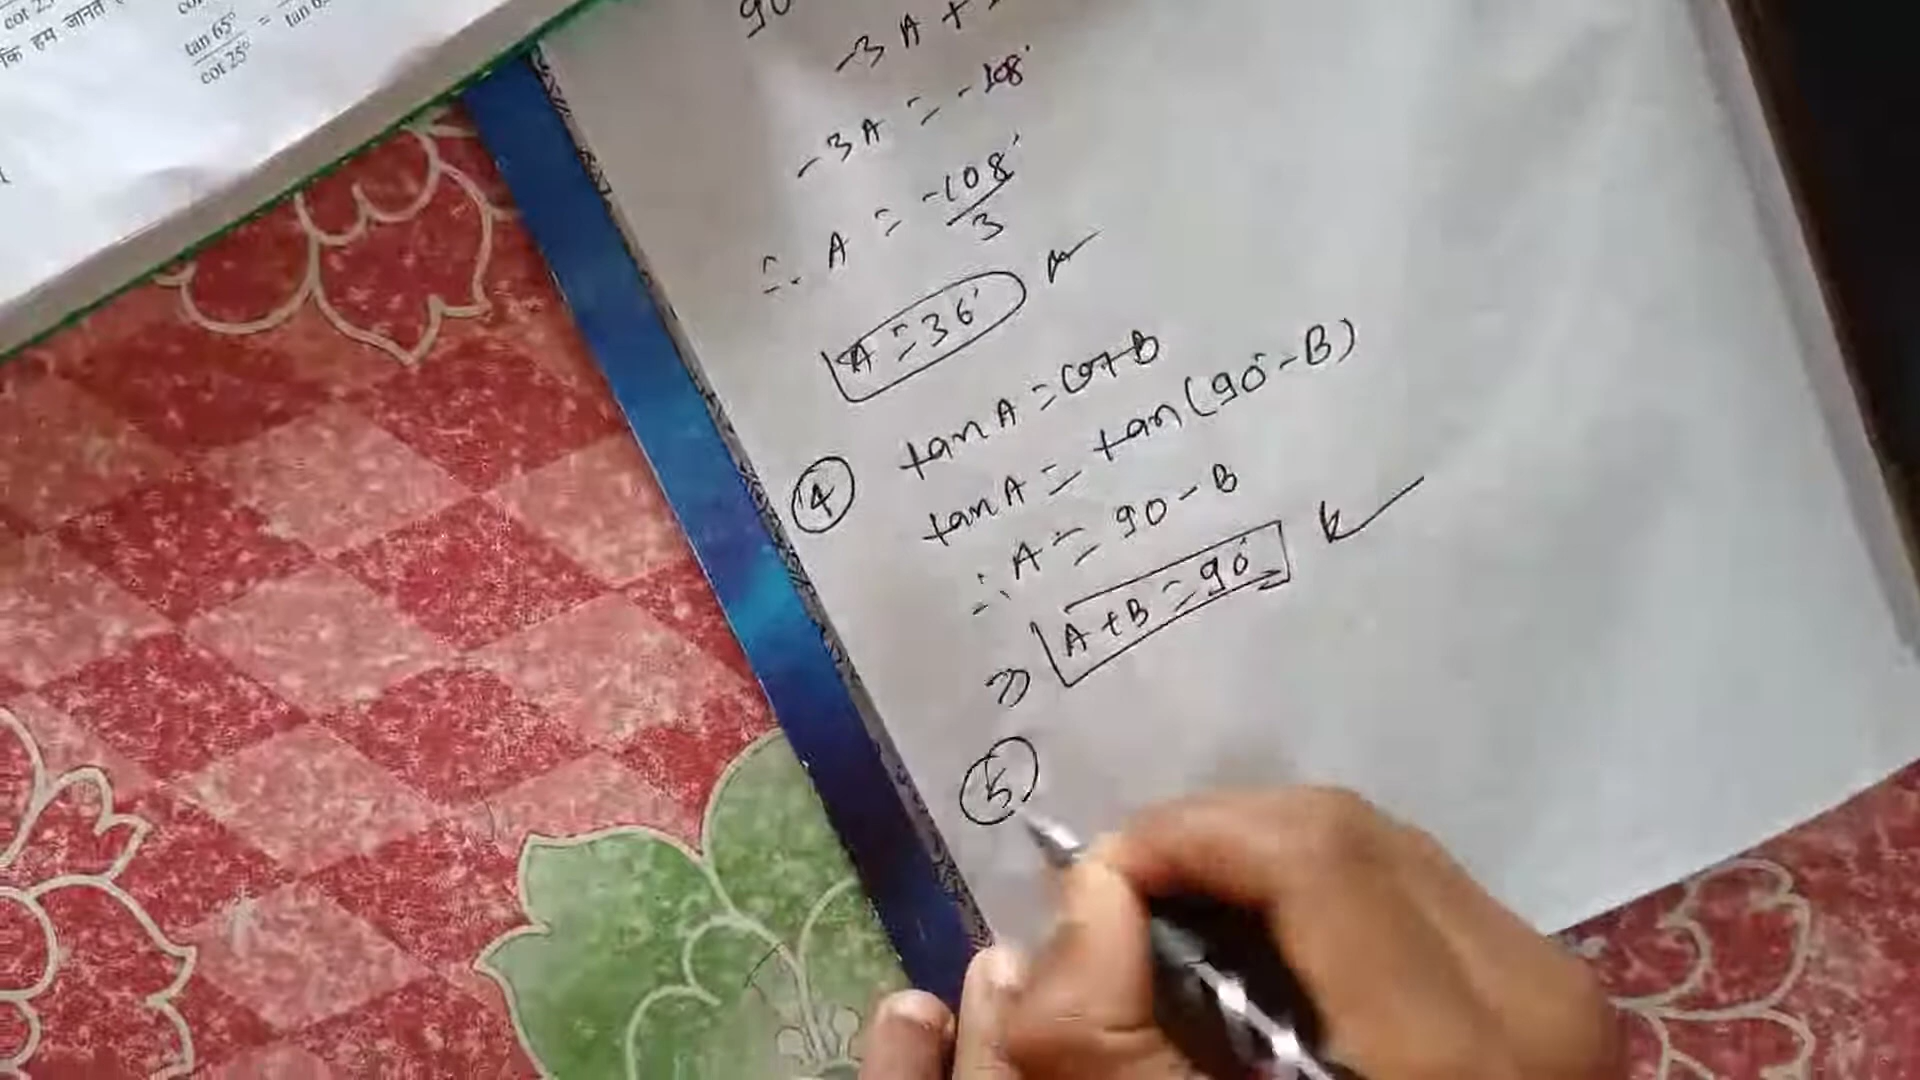 कि हम जानते
tan 65°
cot 25°
=
90
-3A +
-3A = -108°
∴ A = -108°/3
A = 36°
④ tan A = cot B
tan A = tan (90° - B)
∴ A = 90 - B
⇒ A + B = 90°
⑤